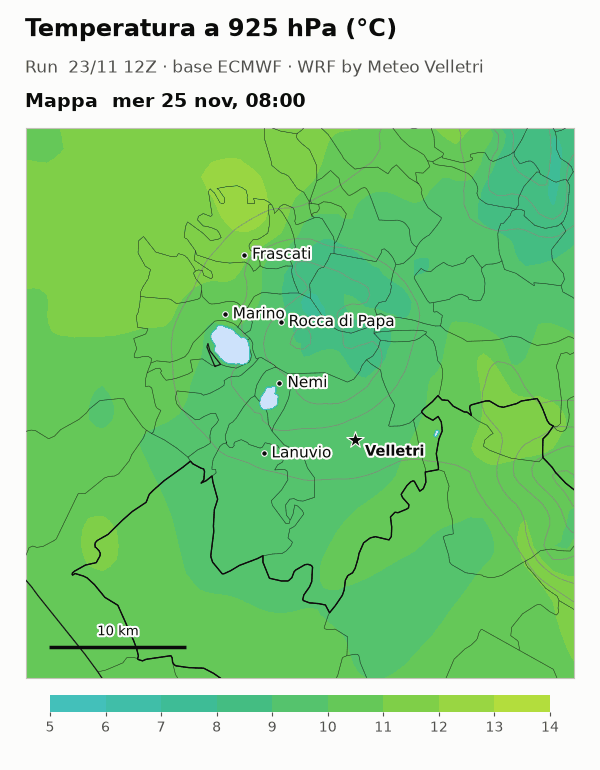 Temperatura a 925 hPa (°C)
Run  23/11 12Z · base ECMWF · WRF by Meteo Velletri
Mappa  mer 25 nov, 08:00
Frascati
Marino
Rocca di Papa
Nemi
Velletri
Lanuvio
10 km
5 6 7 8 9 10 11 12 13 14